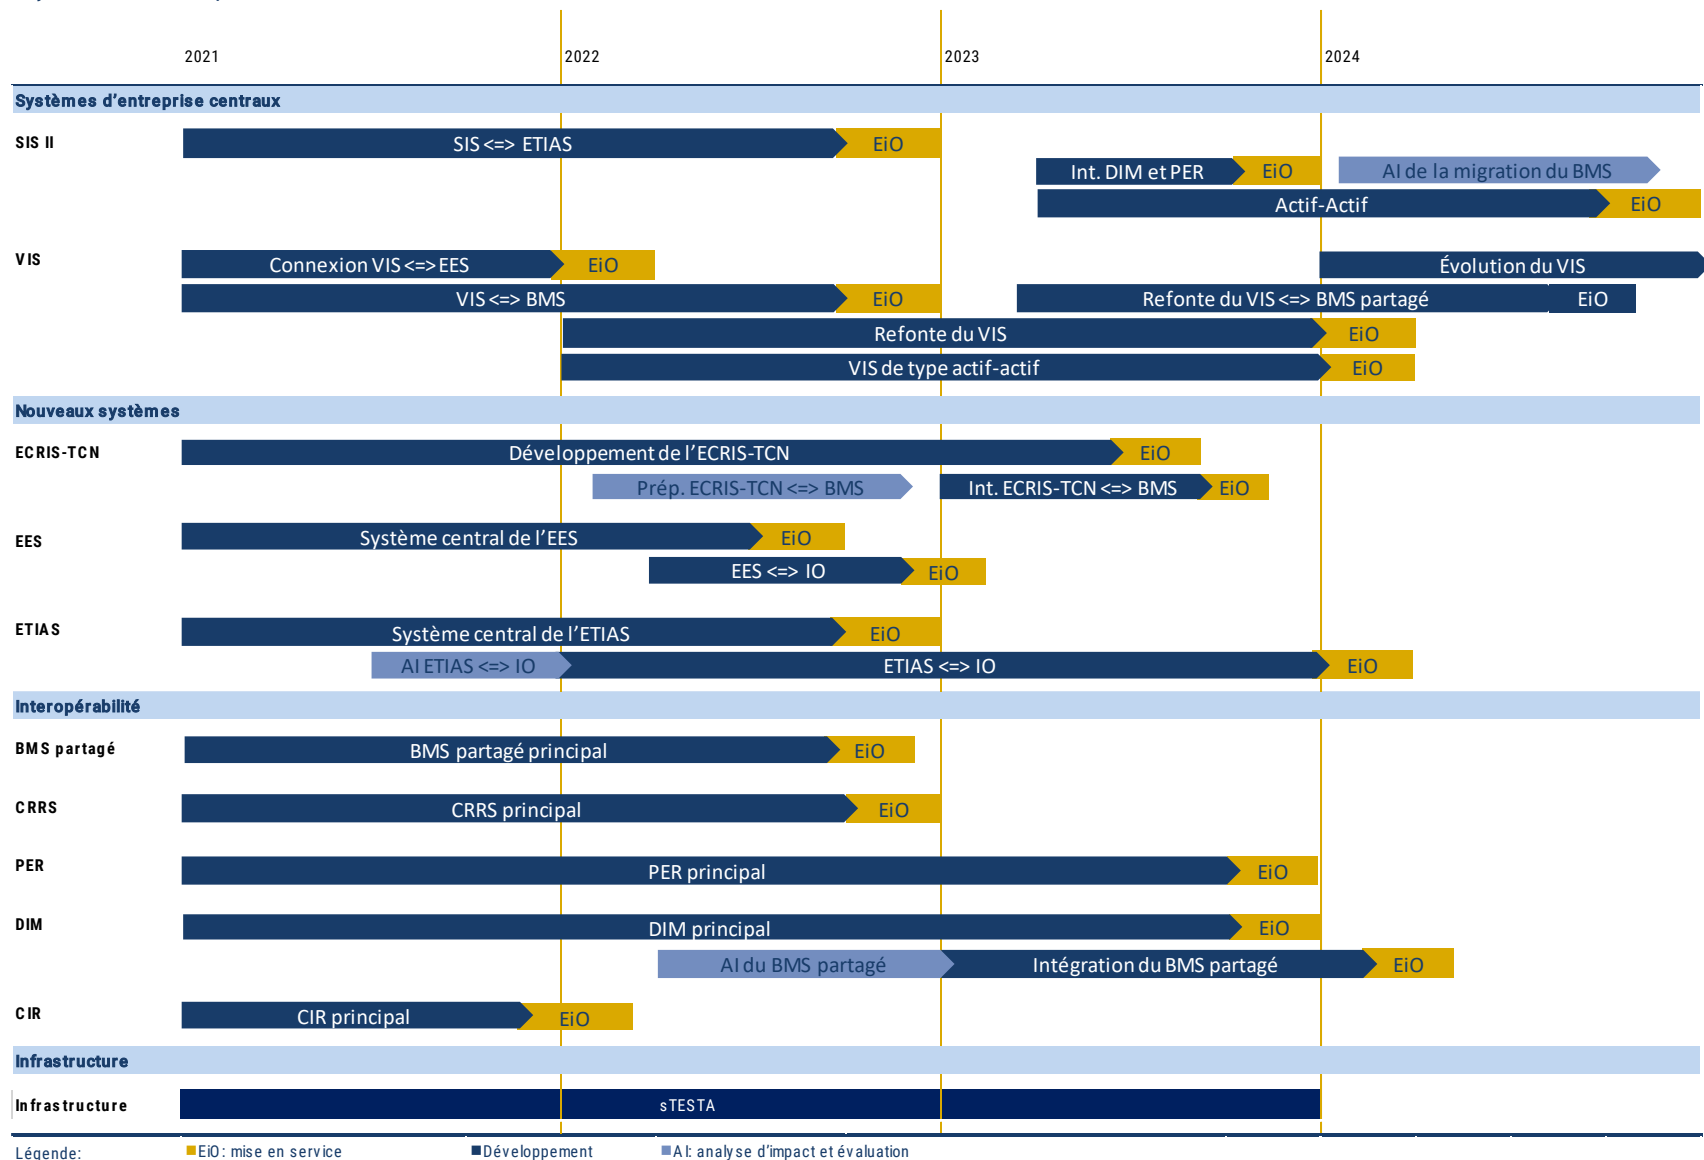 2021 2022 2023 2024
Systèmes d'entreprise centraux
SIS II
SIS <=> ETIAS EiO
Int. DIM et PER EiO AI de la migration du BMS
Actif-Actif EiO
VIS
Connexion VIS <=> EES EiO Évolution du VIS
VIS <=> BMS EiO Refonte du VIS <=> BMS partagé EiO
Refonte du VIS EiO
VIS de type actif-actif EiO
Nouveaux systèmes
ECRIS-TCN
Développement de l'ECRIS-TCN EiO
Prép. ECRIS-TCN <=> BMS Int. ECRIS-TCN <=> BMS EiO
EES
Système central de l'EES EiO
EES <=> IO EiO
ETIAS
Système central de l'ETIAS EiO
AI ETIAS <=> IO ETIAS <=> IO EiO
Interopérabilité
BMS partagé
BMS partagé principal EiO
CRRS
CRRS principal EiO
PER
PER principal EiO
DIM
DIM principal EiO
AI du BMS partagé Intégration du BMS partagé EiO
CIR
CIR principal EiO
Infrastructure
Infrastructure sTESTA
Légende: EiO: mise en service Développement AI: analyse d'impact et évaluation